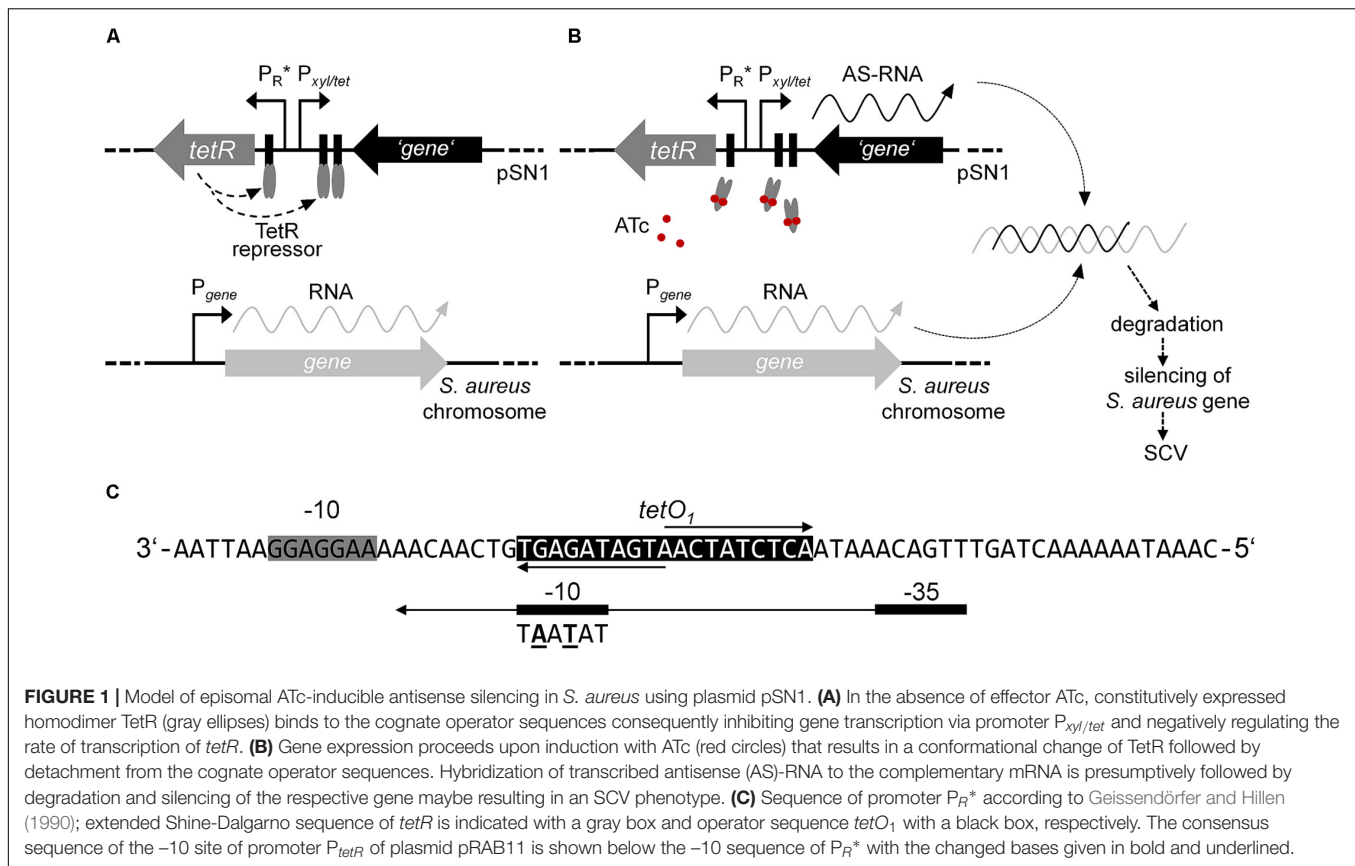 A
P_R* P_xyl/tet
tetR
'gene'
pSN1
TetR
repressor
P_gene
RNA
gene
S. aureus
chromosome
B
P_R* P_xyl/tet
AS-RNA
tetR
'gene'
pSN1
ATc
P_gene
RNA
gene
S. aureus
chromosome
degradation
silencing of
S. aureus gene
SCV
C
-10
tetO1
3'-AATTAAGGAGGAAAAACAACTGTGAGATAGTAACTATCTCAATAAACAGTTTGATCAAAAAATAAAC-5'
-10
-35
TAATAT
FIGURE 1 | Model of episomal ATc-inducible antisense silencing in S. aureus using plasmid pSN1. (A) In the absence of effector ATc, constitutively expressed
homodimer TetR (gray ellipses) binds to the cognate operator sequences consequently inhibiting gene transcription via promoter P_xyl/tet and negatively regulating the
rate of transcription of tetR. (B) Gene expression proceeds upon induction with ATc (red circles) that results in a conformational change of TetR followed by
detachment from the cognate operator sequences. Hybridization of transcribed antisense (AS)-RNA to the complementary mRNA is presumptively followed by
degradation and silencing of the respective gene maybe resulting in an SCV phenotype. (C) Sequence of promoter P_R* according to Geissendörfer and Hillen
(1990); extended Shine-Dalgarno sequence of tetR is indicated with a gray box and operator sequence tetO1 with a black box, respectively. The consensus
sequence of the –10 site of promoter P_tetR of plasmid pRAB11 is shown below the –10 sequence of P_R* with the changed bases given in bold and underlined.